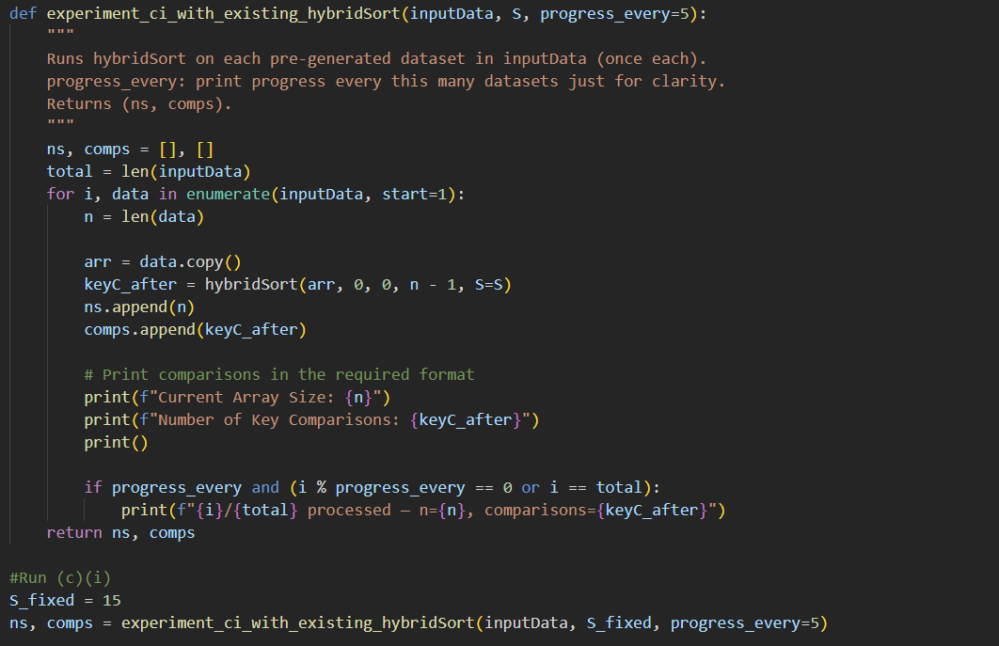 def experiment_ci_with_existing_hybridSort(inputData, S, progress_every=5):
    """
    Runs hybridSort on each pre-generated dataset in inputData (once each).
    progress_every: print progress every this many datasets just for clarity.
    Returns (ns, comps).
    """
    ns, comps = [], []
    total = len(inputData)
    for i, data in enumerate(inputData, start=1):
        n = len(data)

        arr = data.copy()
        keyC_after = hybridSort(arr, 0, 0, n - 1, S=S)
        ns.append(n)
        comps.append(keyC_after)

        # Print comparisons in the required format
        print(f"Current Array Size: {n}")
        print(f"Number of Key Comparisons: {keyC_after}")
        print()

        if progress_every and (i % progress_every == 0 or i == total):
            print(f"{i}/{total} processed — n={n}, comparisons={keyC_after}")
    return ns, comps

#Run (c)(i)
S_fixed = 15
ns, comps = experiment_ci_with_existing_hybridSort(inputData, S_fixed, progress_every=5)